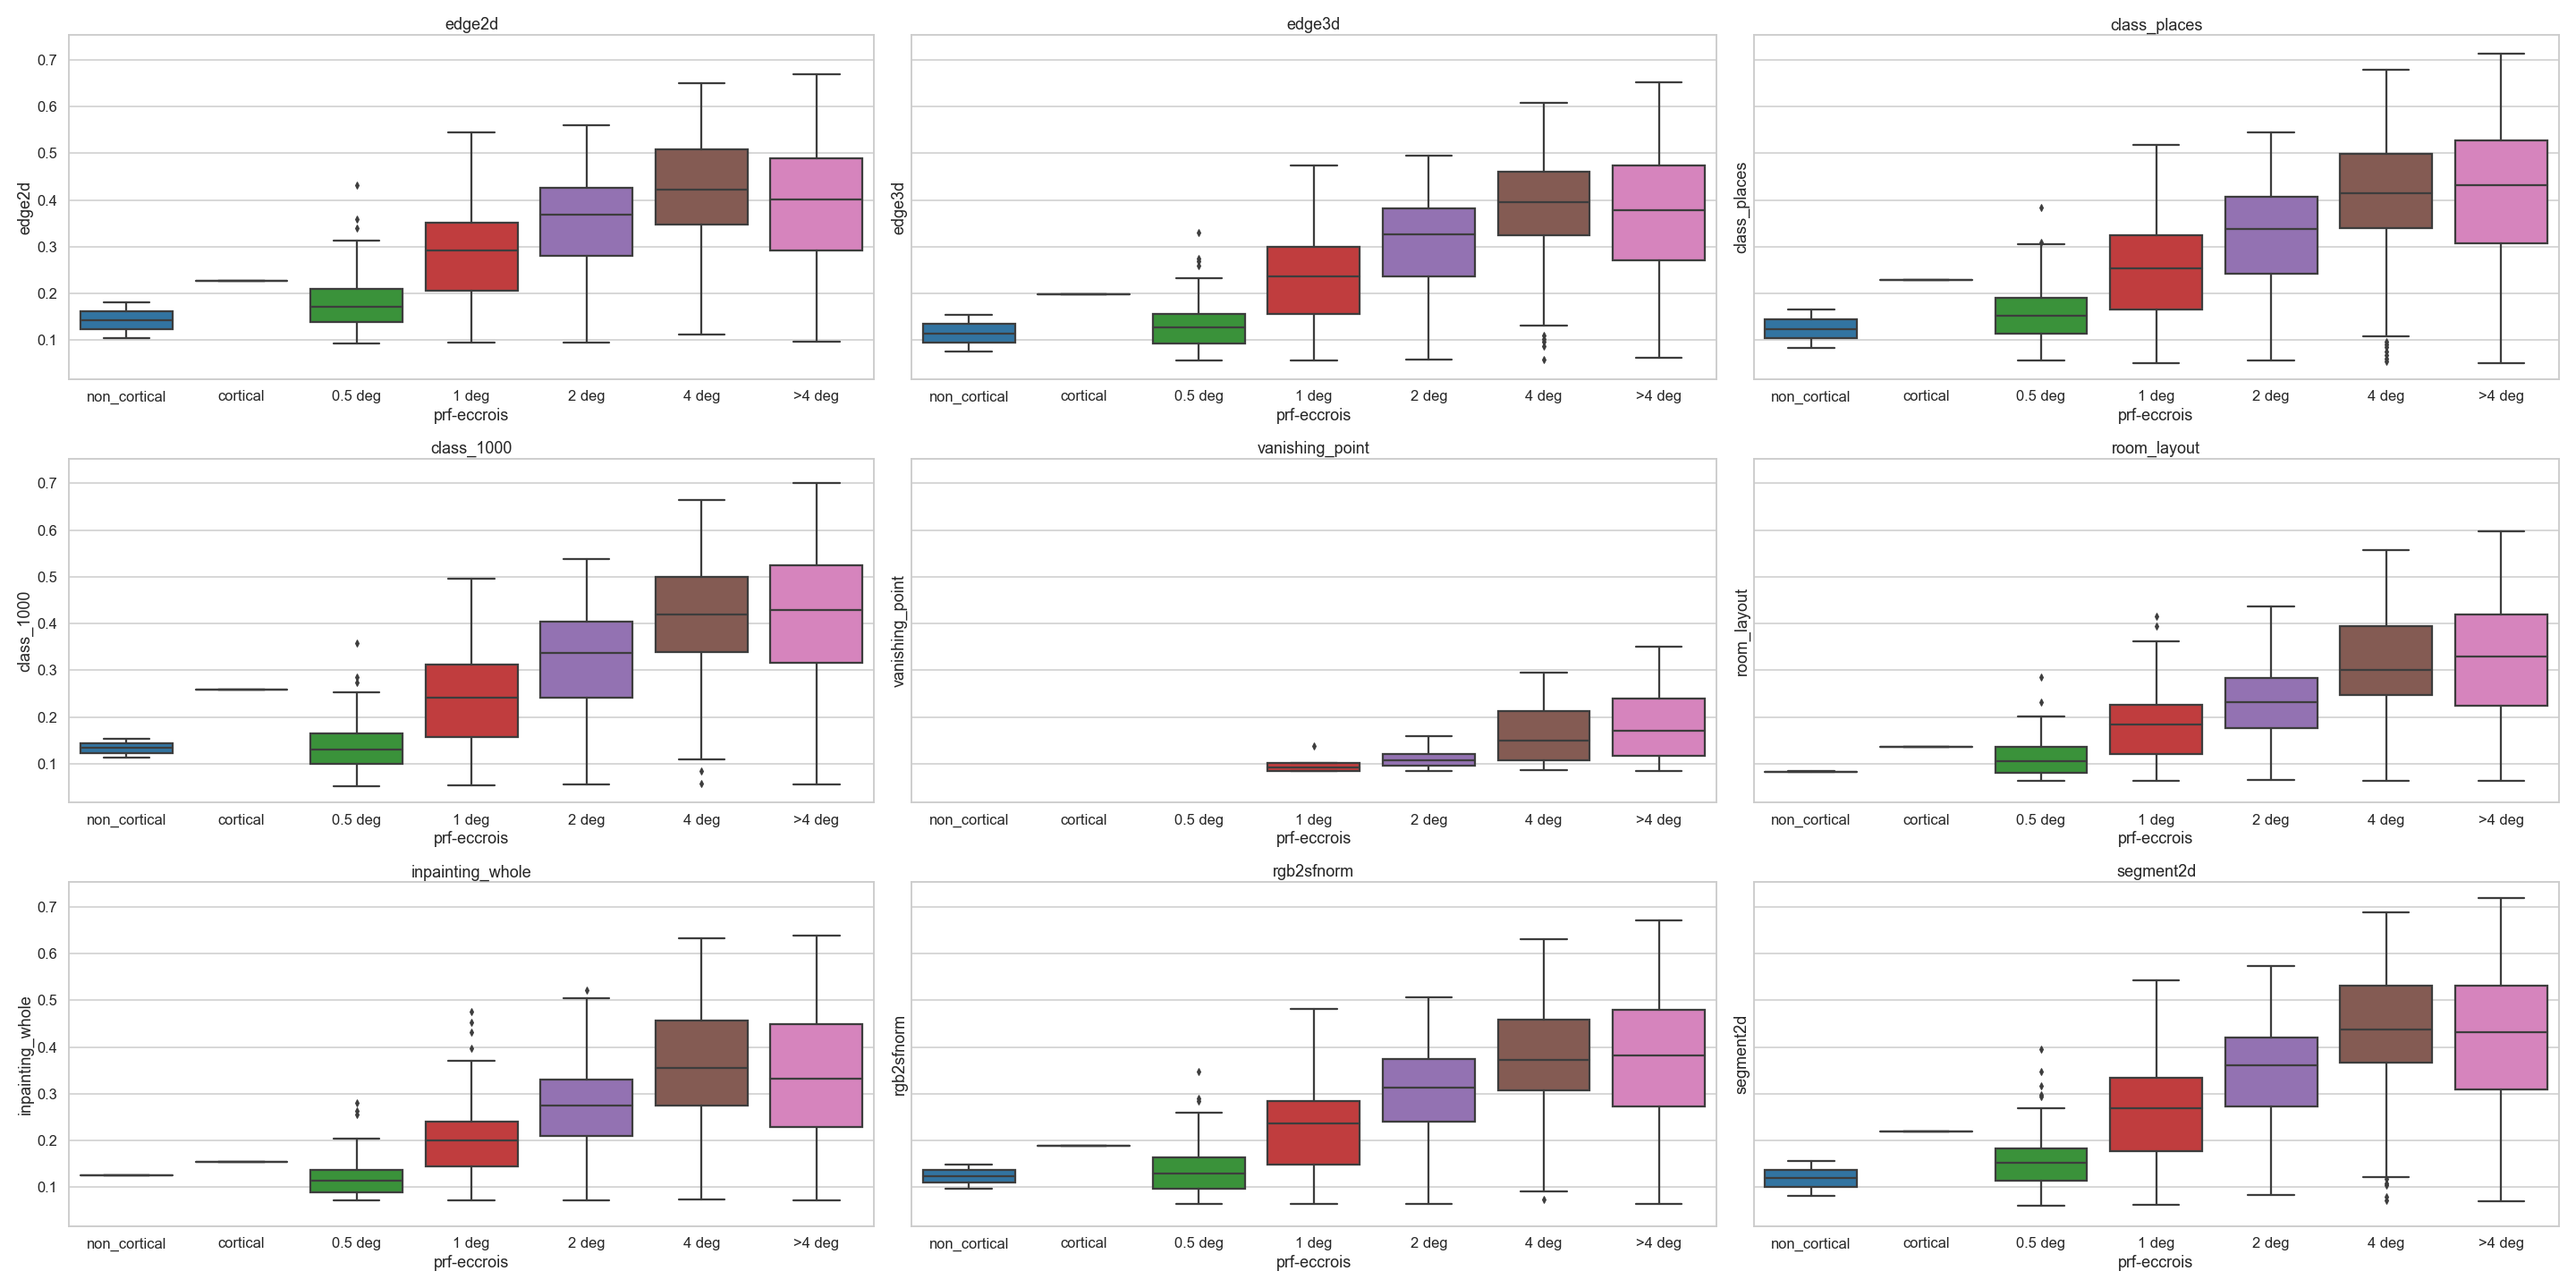 edge2d
edge3d
class_places
0.7
0.6
0.5
0.4
0.3
0.2
0.1
edge2d
edge3d
class_places
non_cortical cortical 0.5 deg 1 deg 2 deg 4 deg >4 deg
non_cortical cortical 0.5 deg 1 deg 2 deg 4 deg >4 deg
non_cortical cortical 0.5 deg 1 deg 2 deg 4 deg >4 deg
prf-eccrois
prf-eccrois
prf-eccrois
class_1000
vanishing_point
room_layout
0.7
0.6
0.5
0.4
0.3
0.2
0.1
class_1000
vanishing_point
room_layout
non_cortical cortical 0.5 deg 1 deg 2 deg 4 deg >4 deg
non_cortical cortical 0.5 deg 1 deg 2 deg 4 deg >4 deg
non_cortical cortical 0.5 deg 1 deg 2 deg 4 deg >4 deg
prf-eccrois
prf-eccrois
prf-eccrois
inpainting_whole
rgb2sfnorm
segment2d
0.7
0.6
0.5
0.4
0.3
0.2
0.1
inpainting_whole
rgb2sfnorm
segment2d
non_cortical cortical 0.5 deg 1 deg 2 deg 4 deg >4 deg
non_cortical cortical 0.5 deg 1 deg 2 deg 4 deg >4 deg
non_cortical cortical 0.5 deg 1 deg 2 deg 4 deg >4 deg
prf-eccrois
prf-eccrois
prf-eccrois